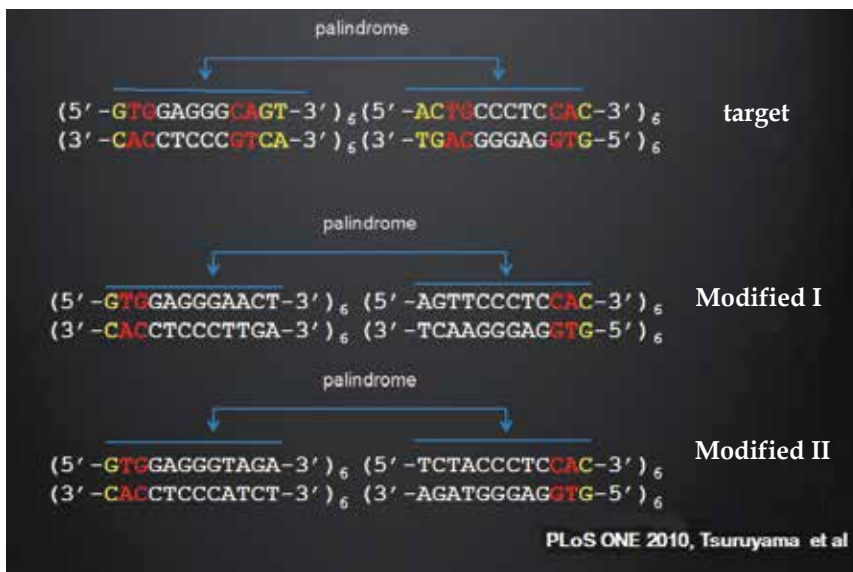 palindrome
(5'-GTGGAGGGCAGT-3')₆(5'-ACTGCCCTCCAC-3')₆ target
(3'-CACCTCCCGTCA-3')₆(3'-TGACGGGAGGTG-5')₆
palindrome
(5'-GTGGAGGGAACT-3')₆ (5'-AGTTCCCTCCAC-3')₆ Modified I
(3'-CACCTCCCTTGA-3')₆ (3'-TCAAGGGAGGTG-5')₆
palindrome
(5'-GTGGAGGGTAGA-3')₆ (5'-TCTACCCTCCAC-3')₆ Modified II
(3'-CACCTCCCATCT-3')₆ (3'-AGATGGGAGGTG-5')₆
PLoS ONE 2010, Tsuruyama et al